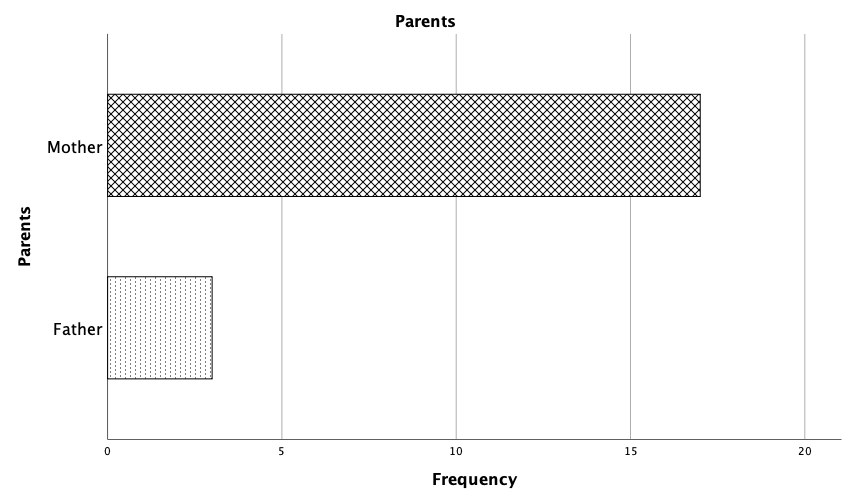 Parents
Parents
Mother
Father
0 5 10 15 20
Frequency